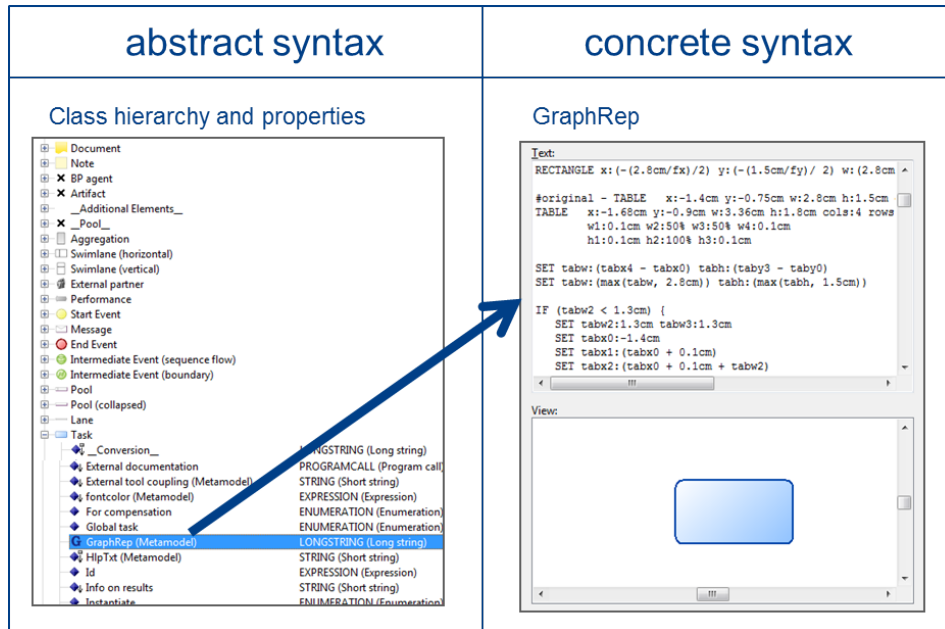 abstract syntax
concrete syntax
Class hierarchy and properties
Document
Note
BP agent
Artifact
__Additional Elements__
__Pool__
Aggregation
Swimlane (horizontal)
Swimlane (vertical)
External partner
Performance
Start Event
Message
End Event
Intermediate Event (sequence flow)
Intermediate Event (boundary)
Pool
Pool (collapsed)
Lane
Task
__Conversion__ LONGSTRING (Long string)
External documentation PROGRAMCALL (Program call)
External tool coupling (Metamodel) STRING (Short string)
fontcolor (Metamodel) EXPRESSION (Expression)
For compensation ENUMERATION (Enumeration)
Global task ENUMERATION (Enumeration)
G GraphRep (Metamodel) LONGSTRING (Long string)
HlpTxt (Metamodel) STRING (Short string)
Id EXPRESSION (Expression)
Info on results STRING (Short string)
Instantiate ENUMERATION (Enumeration)
GraphRep
Text:
RECTANGLE x:(-(2.8cm/fx)/2) y:(-(1.5cm/fy)/ 2) w:(2.8cm
#original - TABLE x:-1.4cm y:-0.75cm w:2.8cm h:1.5cm
TABLE x:-1.68cm y:-0.9cm w:3.36cm h:1.8cm cols:4 rows
w1:0.1cm w2:50% w3:50% w4:0.1cm
h1:0.1cm h2:100% h3:0.1cm
SET tabw:(tabx4 - tabx0) tabh:(taby3 - taby0)
SET tabw:(max(tabw, 2.8cm)) tabh:(max(tabh, 1.5cm))
IF (tabw2 < 1.3cm) {
SET tabw2:1.3cm tabw3:1.3cm
SET tabx0:-1.4cm
SET tabx1:(tabx0 + 0.1cm)
SET tabx2:(tabx0 + 0.1cm + tabw2)
View: